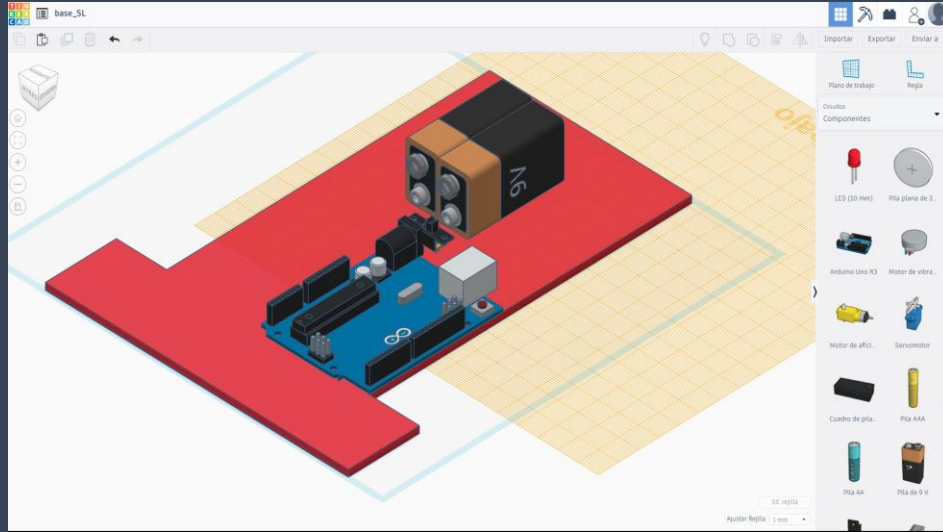 TIN
KER
CAD
base_SL
Importar
Exportar
Enviar a
Plano de trabajo
Regla
Circuitos
Componentes
LED (10 mm)
Pila plana de 3..
Arduino Uno R3
Motor de vibra..
Motor de afici..
Servomotor
Cuadro de pila..
Pila AAA
Pila AA
Pila de 9 V
9V
ajo
Ed. rejilla
Ajustar Rejilla
1 mm